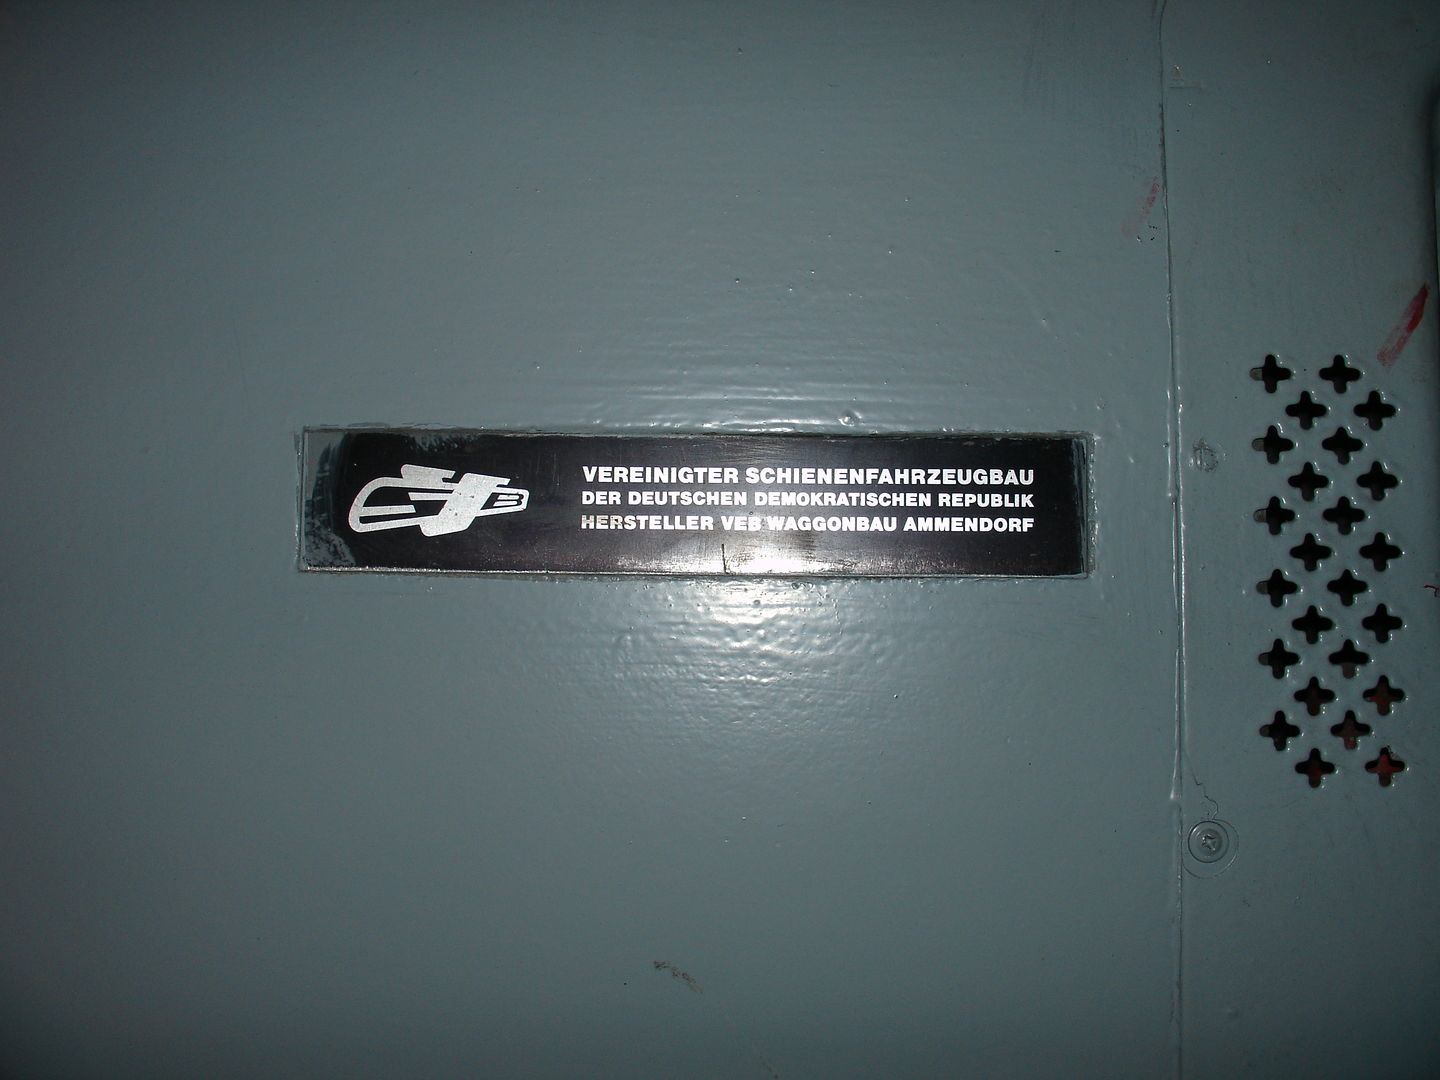 VEREINIGTER SCHIENENFAHRZEUGBAU
DER DEUTSCHEN DEMOKRATISCHEN REPUBLIK
HERSTELLER VEB WAGGONBAU AMMENDORF